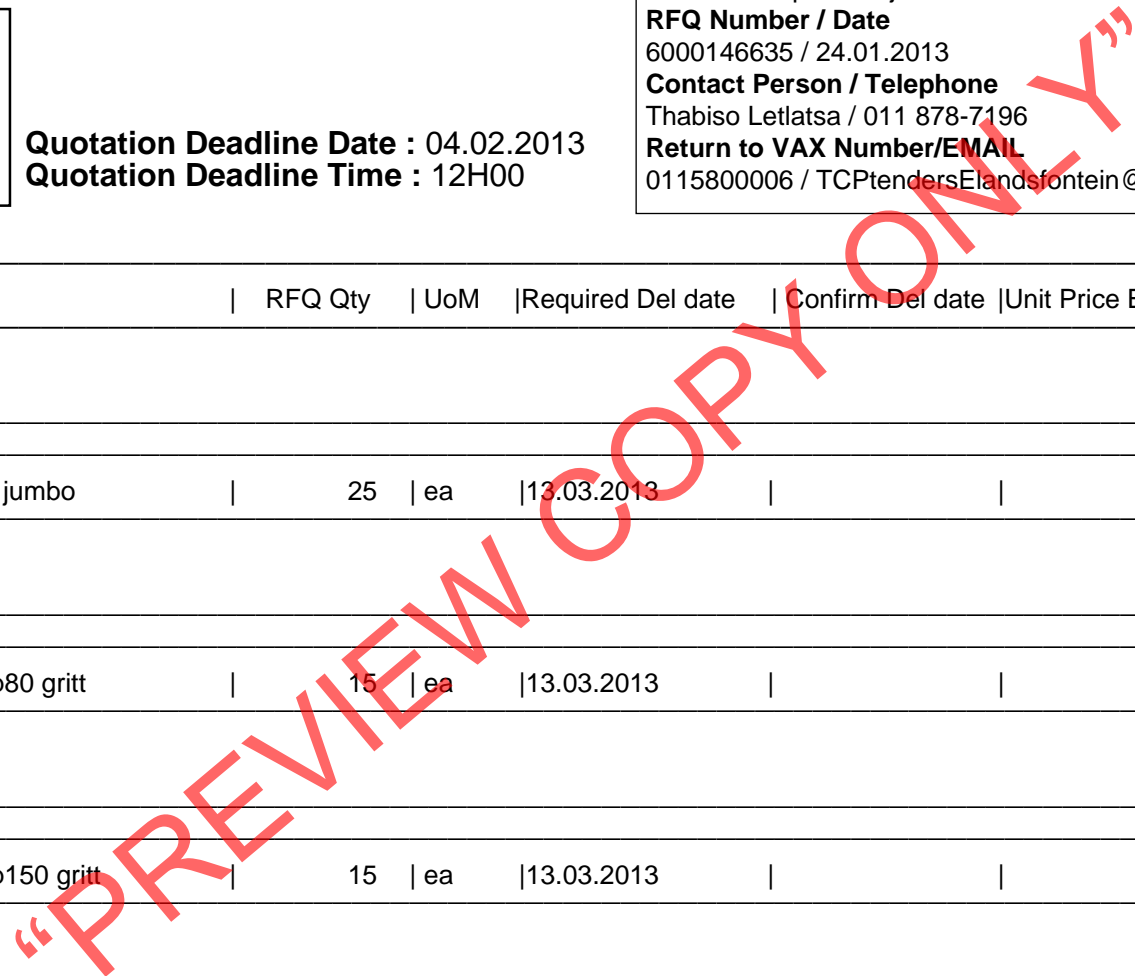 RFQ Number / Date
6000146635 / 24.01.2013
Contact Person / Telephone
Thabiso Letlatsa / 011 878-7196
Return to VAX Number/EMAIL
0115800006 / TCPtendersElandsfontein@
Quotation Deadline Date : 04.02.2013
Quotation Deadline Time : 12H00
| RFQ Qty | UoM |Required Del date | Confirm Del date |Unit Price
jumbo | 25 | ea |13.03.2013 | |
80 gritt | 15 | ea |13.03.2013 | |
150 gritt | 15 | ea |13.03.2013 | |
“PREVIEW COPY ONLY”